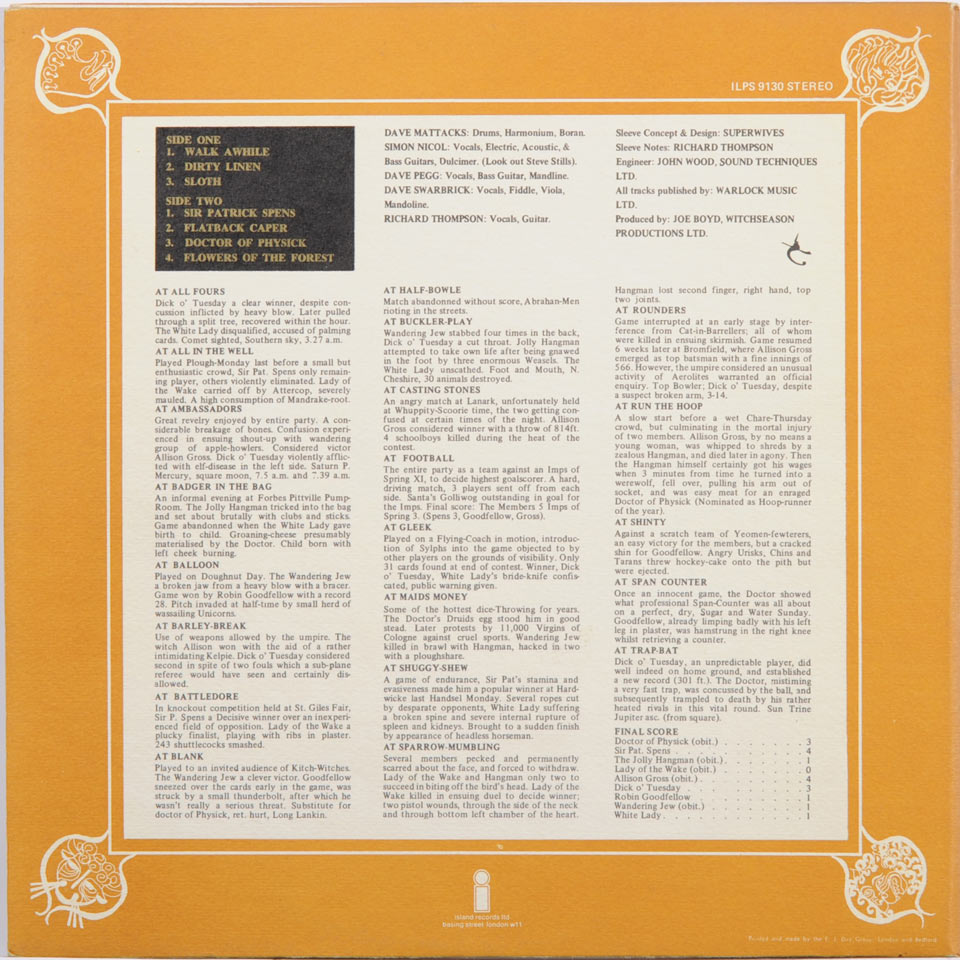 ILPS 9130 STEREO
SIDE ONE
1. WALK AWHILE
2. DIRTY LINEN
3. SLOTH
SIDE TWO
1. SIR PATRICK SPENS
2. FLATBACK CAPER
3. DOCTOR OF PHYSICK
4. FLOWERS OF THE FOREST
DAVE MATTACKS: Drums, Harmonium, Boran.
SIMON NICOL: Vocals, Electric, Acoustic, &
Bass Guitars, Dulcimer. (Look out Steve Stills).
DAVE PEGG: Vocals, Bass Guitar, Mandline.
DAVE SWARBRICK: Vocals, Fiddle, Viola,
Mandoline.
RICHARD THOMPSON: Vocals, Guitar.
Sleeve Concept & Design: SUPERWIVES
Sleeve Notes: RICHARD THOMPSON
Engineer: JOHN WOOD, SOUND TECHNIQUES
LTD.
All tracks published by: WARLOCK MUSIC
LTD.
Produced by: JOE BOYD, WITCHSEASON
PRODUCTIONS LTD.
AT ALL FOURS
Dick o' Tuesday a clear winner, despite con-
cussion inflicted by heavy blow. Later pulled
through a split tree, recovered within the hour.
The White Lady disqualified, accused of palming
cards. Comet sighted, Southern sky, 3.27 a.m.
AT ALL IN THE WELL
Played Plough-Monday last before a small but
enthusiastic crowd, Sir Pat. Spens only remain-
ing player, others violently eliminated. Lady of
the Wake carried off by Attercop, severely
mauled. A high consumption of Mandrake-root.
AT AMBASSADORS
Great revelry enjoyed by entire party. A con-
siderable breakage of bones. Confusion experi-
enced in ensuing shout-up with wandering
group of apple-howlers. Considered victor
Allison Gross. Dick o' Tuesday violently afflic-
ted with elf-disease in the left side. Saturn P.
Mercury, square moon, 7.5 a.m. and 7.39 a.m.
AT BADGER IN THE BAG
An informal evening at Forbes Pittville Pump-
Room. The Jolly Hangman tricked into the bag
and set about brutally with clubs and sticks.
Game abandonned when the White Lady gave
birth to child. Groaning-cheese presumably
materialised by the Doctor. Child born with
left cheek burning.
AT BALLOON
Played on Doughnut Day. The Wandering Jew
a broken jaw from a heavy blow with a bracer.
Game won by Robin Goodfellow with a record
28. Pitch invaded at half-time by small herd of
wassailing Unicorns.
AT BARLEY-BREAK
Use of weapons allowed by the umpire. The
witch Allison won with the aid of a rather
intimidating Kelpie. Dick o' Tuesday considered
second in spite of two fouls which a sub-plane
referee would have seen and certainly dis-
allowed.
AT BATTLEDORE
In knockout competition held at St. Giles Fair,
Sir P. Spens a Decisive winner over an inexperi-
enced field of opposition. Lady of the Wake a
plucky finalist, playing with ribs in plaster.
243 shuttlecocks smashed.
AT BLANK
Played to an invited audience of Kitch-Witches.
The Wandering Jew a clever victor. Goodfellow
sneezed over the cards early in the game, was
struck by a small thunderbolt, after which he
wasn't really a serious threat. Substitute for
doctor of Physick, ret. hurt, Long Lankin.
AT HALF-BOWLE
Match abandonned without score, Abrahan-Men
rioting in the streets.
AT BUCKLER-PLAY
Wandering Jew stabbed four times in the back,
Dick o' Tuesday a cut throat. Jolly Hangman
attempted to take own life after being gnawed
in the foot by three enormous Weasels. The
White Lady unscathed. Foot and Mouth, N.
Cheshire, 30 animals destroyed.
AT CASTING STONES
An angry match at Lanark, unfortunately held
at Whuppity-Scoorie time, the two getting con-
fused at certain times of the night. Allison
Gross considered winner with a throw of 814ft.
4 schoolboys killed during the heat of the
contest.
AT FOOTBALL
The entire party as a team against an Imps of
Spring XI, to decide highest goalscorer. A hard,
driving match, 3 players sent off from each
side. Santa's Golliwog outstanding in goal for
the Imps. Final score: The Members 5 Imps of
Spring 3. (Spens 3, Goodfellow, Gross).
AT GLEEK
Played on a Flying-Coach in motion, introduc-
tion of Sylphs into the game objected to by
other players on the grounds of visibility. Only
31 cards found at end of contest. Winner, Dick
o' Tuesday, White Lady's bride-knife confis-
cated, public warning given.
AT MAIDS MONEY
Some of the hottest dice-Throwing for years.
The Doctor's Druids egg stood him in good
stead. Later protests by 11,000 Virgins of
Cologne against cruel sports. Wandering Jew
killed in brawl with Hangman, hacked in two
with a ploughshare.
AT SHUGGY-SHEW
A game of endurance, Sir Pat's stamina and
evasiveness made him a popular winner at Hard-
wicke last Handsel Monday. Several ropes cut
by desparate opponents, White Lady suffering
a broken spine and severe internal rupture of
spleen and kidneys. Brought to a sudden finish
by appearance of headless horseman.
AT SPARROW-MUMBLING
Several members pecked and permanently
scarred about the face, and forced to withdraw.
Lady of the Wake and Hangman only two to
succeed in biting off the bird's head. Lady of the
Wake killed in ensuing duel to decide winner;
two pistol wounds, through the side of the neck
and through bottom left chamber of the heart.
Hangman lost second finger, right hand, top
two joints.
AT ROUNDERS
Game interrupted at an early stage by inter-
ference from Cat-in-Barrellers; all of whom
were killed in ensuing skirmish. Game resumed
6 weeks later at Bromfield, where Allison Gross
emerged as top batsman with a fine innings of
566. However, the umpire considered an unusual
activity of Aerolites warranted an official
enquiry. Top Bowler; Dick o' Tuesday, despite
a suspect broken arm, 3-14.
AT RUN THE HOOP
A slow start before a wet Chare-Thursday
crowd, but culminating in the mortal injury
of two members. Allison Gross, by no means a
young woman, was whipped to shreds by a
zealous Hangman, and died later in agony. Then
the Hangman himself certainly got his wages
when 3 minutes from time he turned into a
werewolf, fell over, pulling his arm out of
socket, and was easy meat for an enraged
Doctor of Physick (Nominated as Hoop-runner
of the year).
AT SHINTY
Against a scratch team of Yeomen-fewterers,
an easy victory for the members, but a cracked
shin for Goodfellow. Angry Urisks, Chins and
Tarans threw hockey-cake onto the pith but
were ejected.
AT SPAN COUNTER
Once an innocent game, the Doctor showed
what professional Span-Counter was all about
on a perfect, dry, Sugar and Water Sunday.
Goodfellow, already limping badly with his left
leg in plaster, was hamstrung in the right knee
whilst retrieving a counter.
AT TRAP-BAT
Dick o' Tuesday, an unpredictable player, did
well indeed on home ground, and established
a new record (301 ft.). The Doctor, mistiming
a very fast trap, was concussed by the ball, and
subsequently trampled to death by his rather
heated rivals in this vital round. Sun Trine
Jupiter asc. (from square).
FINAL SCORE
Doctor of Physick (obit.) . . . . . . . . 3
Sir Pat. Spens . . . . . . . . . . . . 4
The Jolly Hangman (obit.) . . . . . . . . 1
Lady of the Wake (obit.) . . . . . . . . 0
Allison Gross (obit.) . . . . . . . . . 4
Dick o' Tuesday . . . . . . . . . . . 3
Robin Goodfellow . . . . . . . . . . . 1
Wandering Jew (obit.) . . . . . . . . . 1
White Lady . . . . . . . . . . . . . 1
island records ltd
basing street london w11
Printed and made by the E. J. Day Group, London and Bedford